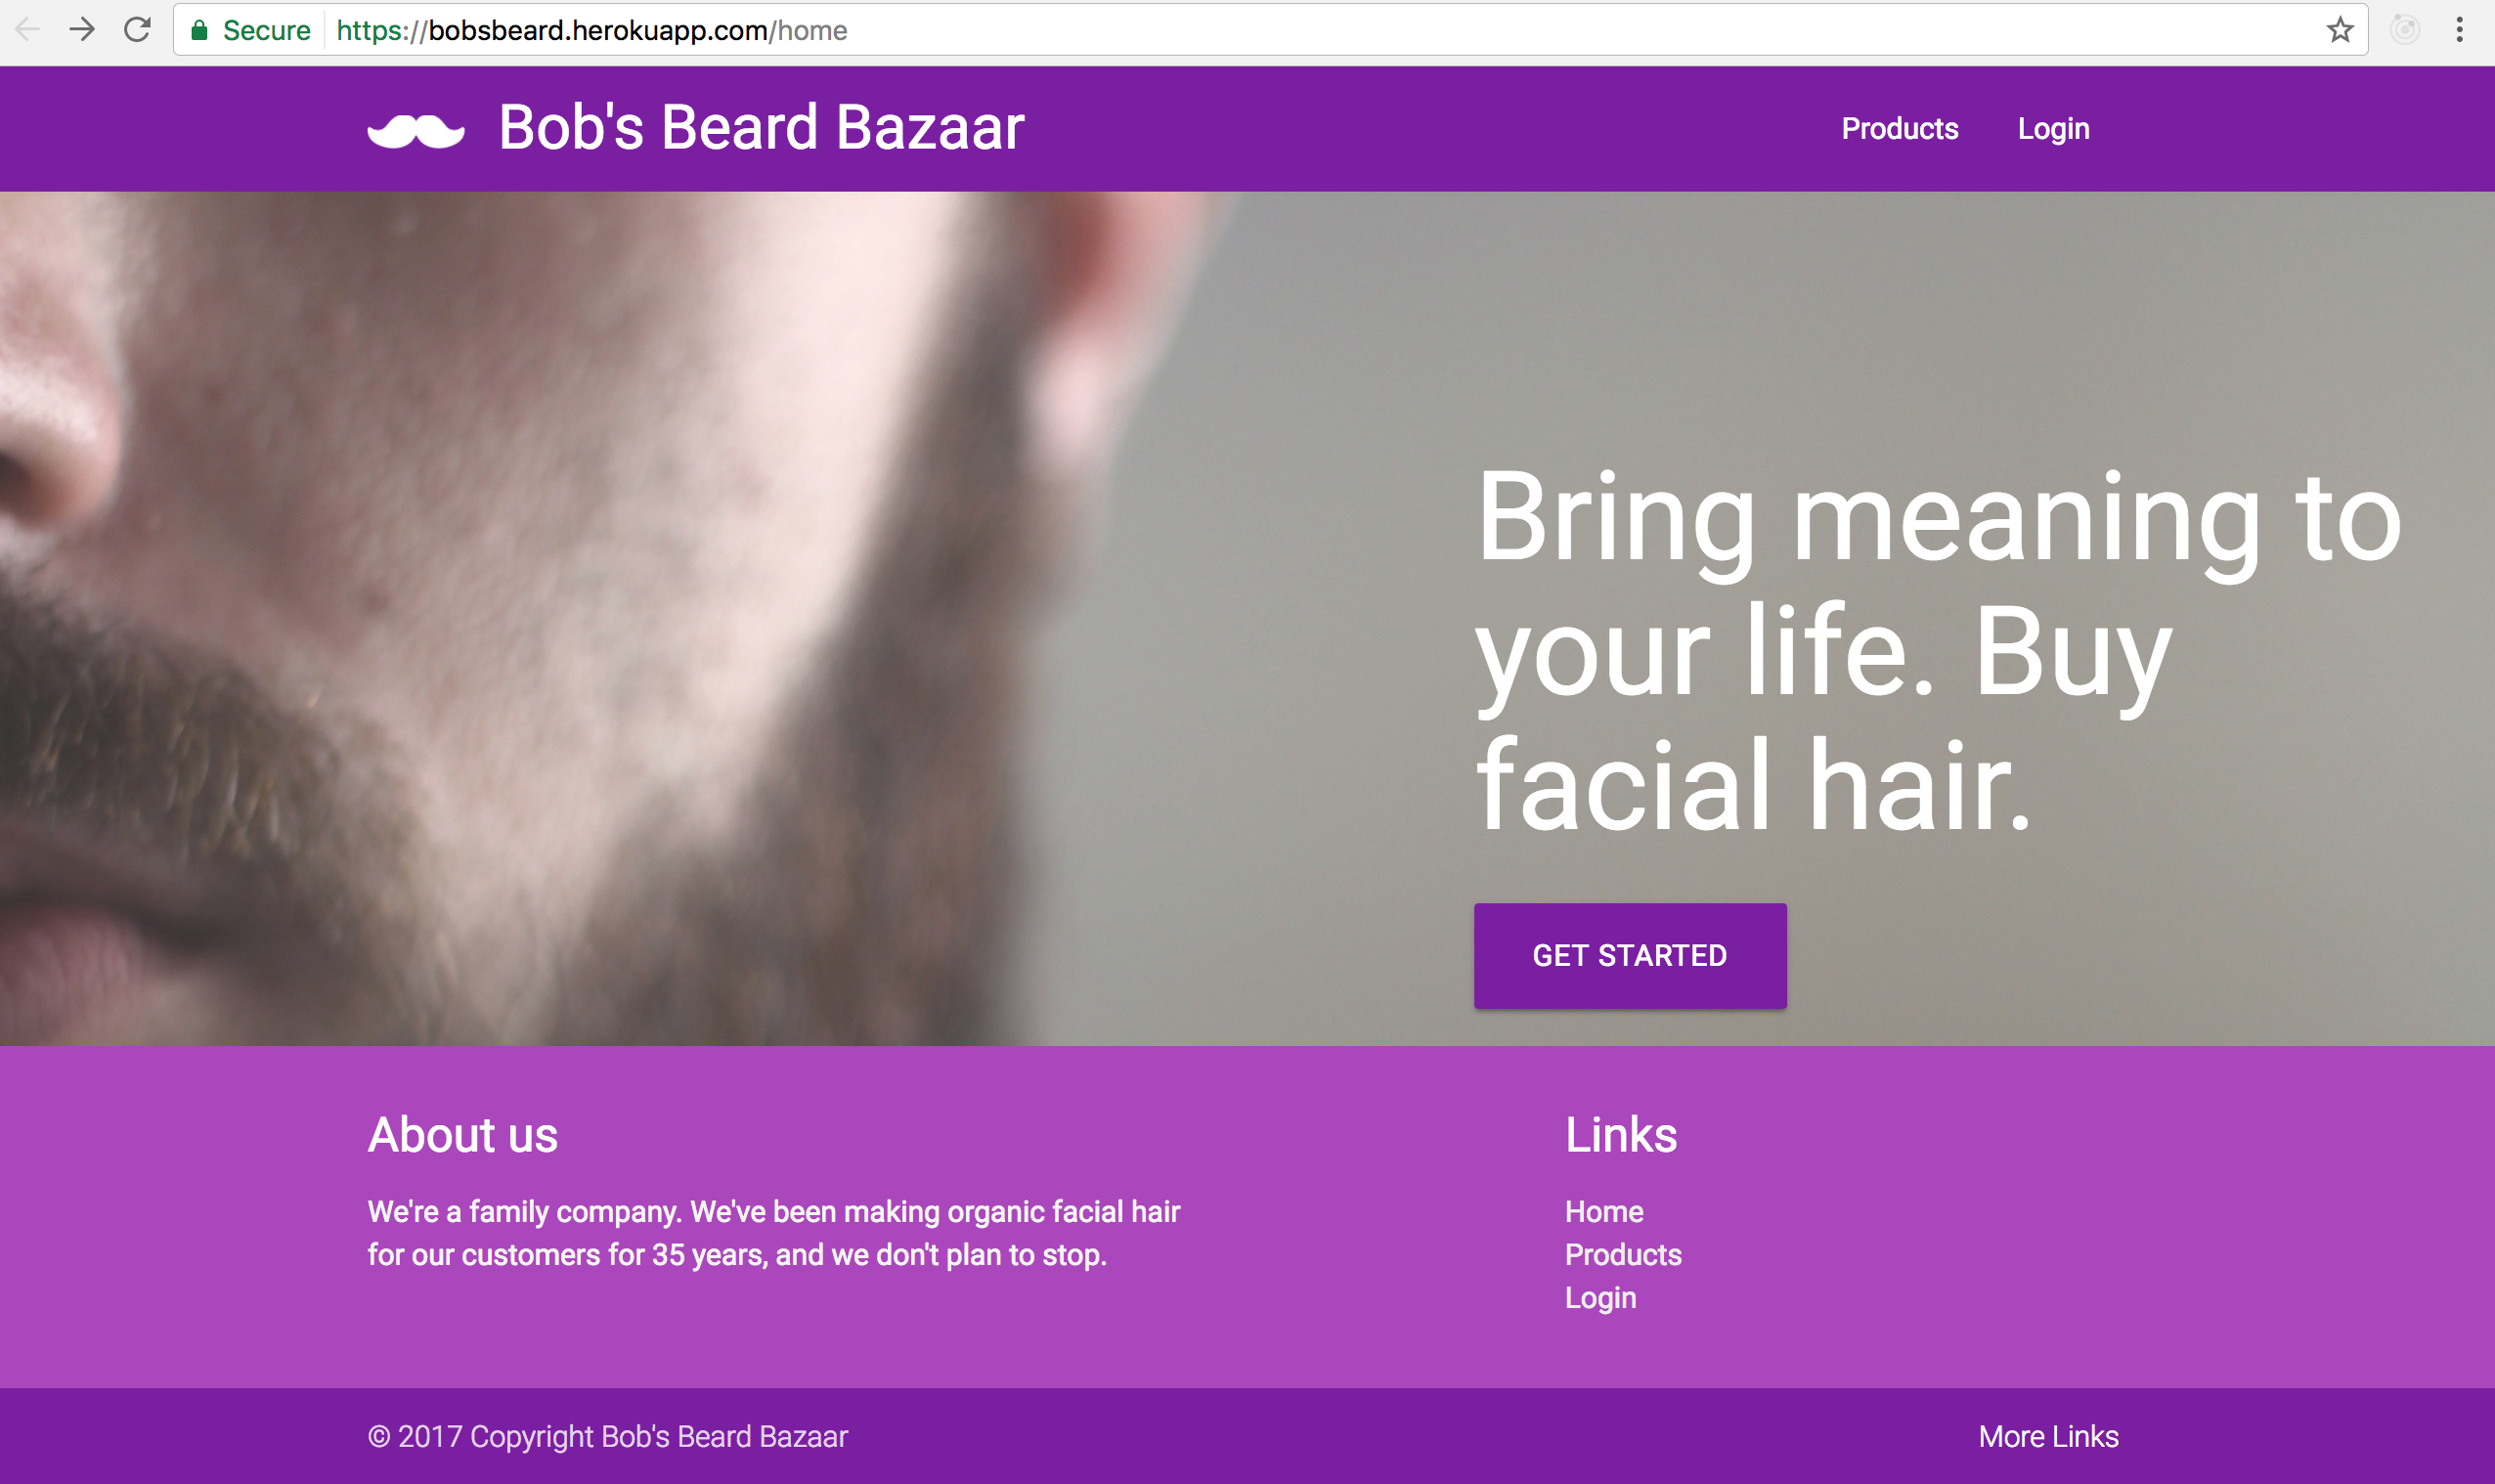 Secure https://bobsbeard.herokuapp.com/home
Bob's Beard Bazaar
Products Login
Bring meaning to
your life. Buy
facial hair.
GET STARTED
About us
We're a family company. We've been making organic facial hair
for our customers for 35 years, and we don't plan to stop.
Links
Home
Products
Login
© 2017 Copyright Bob's Beard Bazaar
More Links